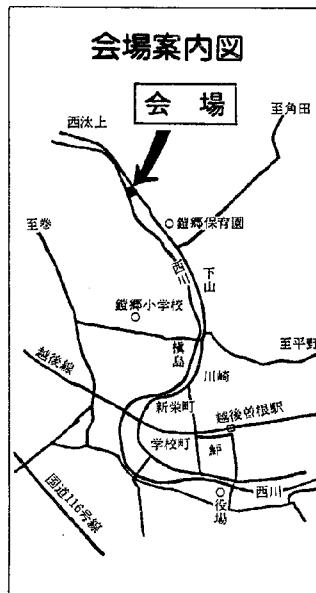 会場案内図
会場
西汰上
至角田
鎧郷保育園
至巻
西川
下山
鎧郷小学校
槇島
至平野
越後線
川崎
新栄町
越後曽根駅
学校町
鱸
役場
西川
国道116号線